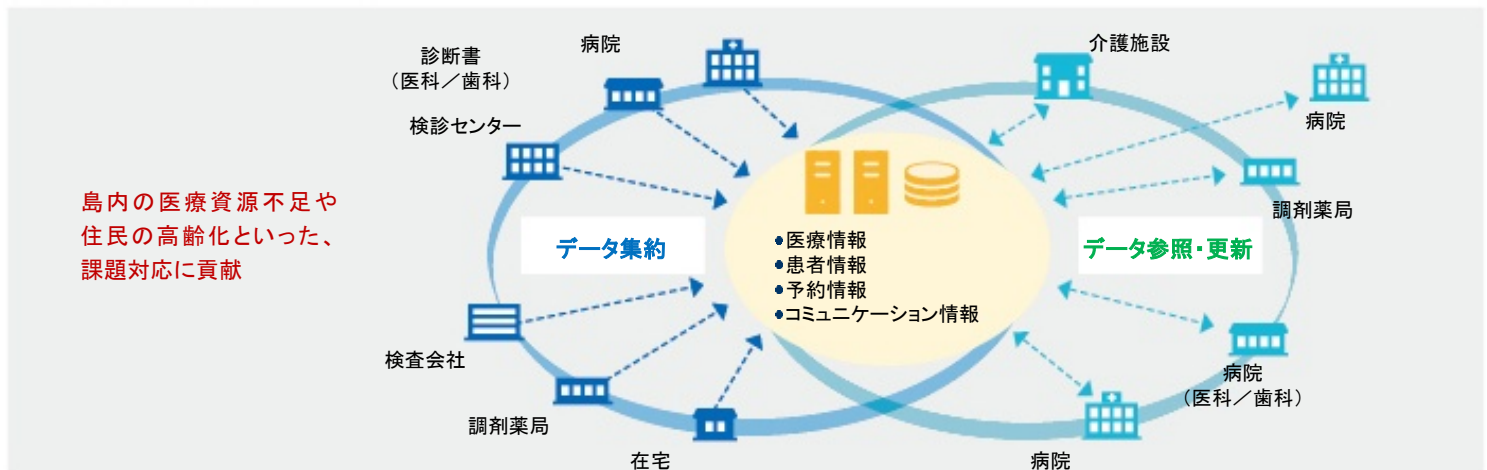 島内の医療資源不足や
住民の高齢化といった、
課題対応に貢献
診断書
（医科／歯科）
病院
検診センター
データ集約
検査会社
調剤薬局
在宅
●医療情報
●患者情報
●予約情報
●コミュニケーション情報
介護施設
病院
調剤薬局
データ参照・更新
病院
（医科／歯科）
病院